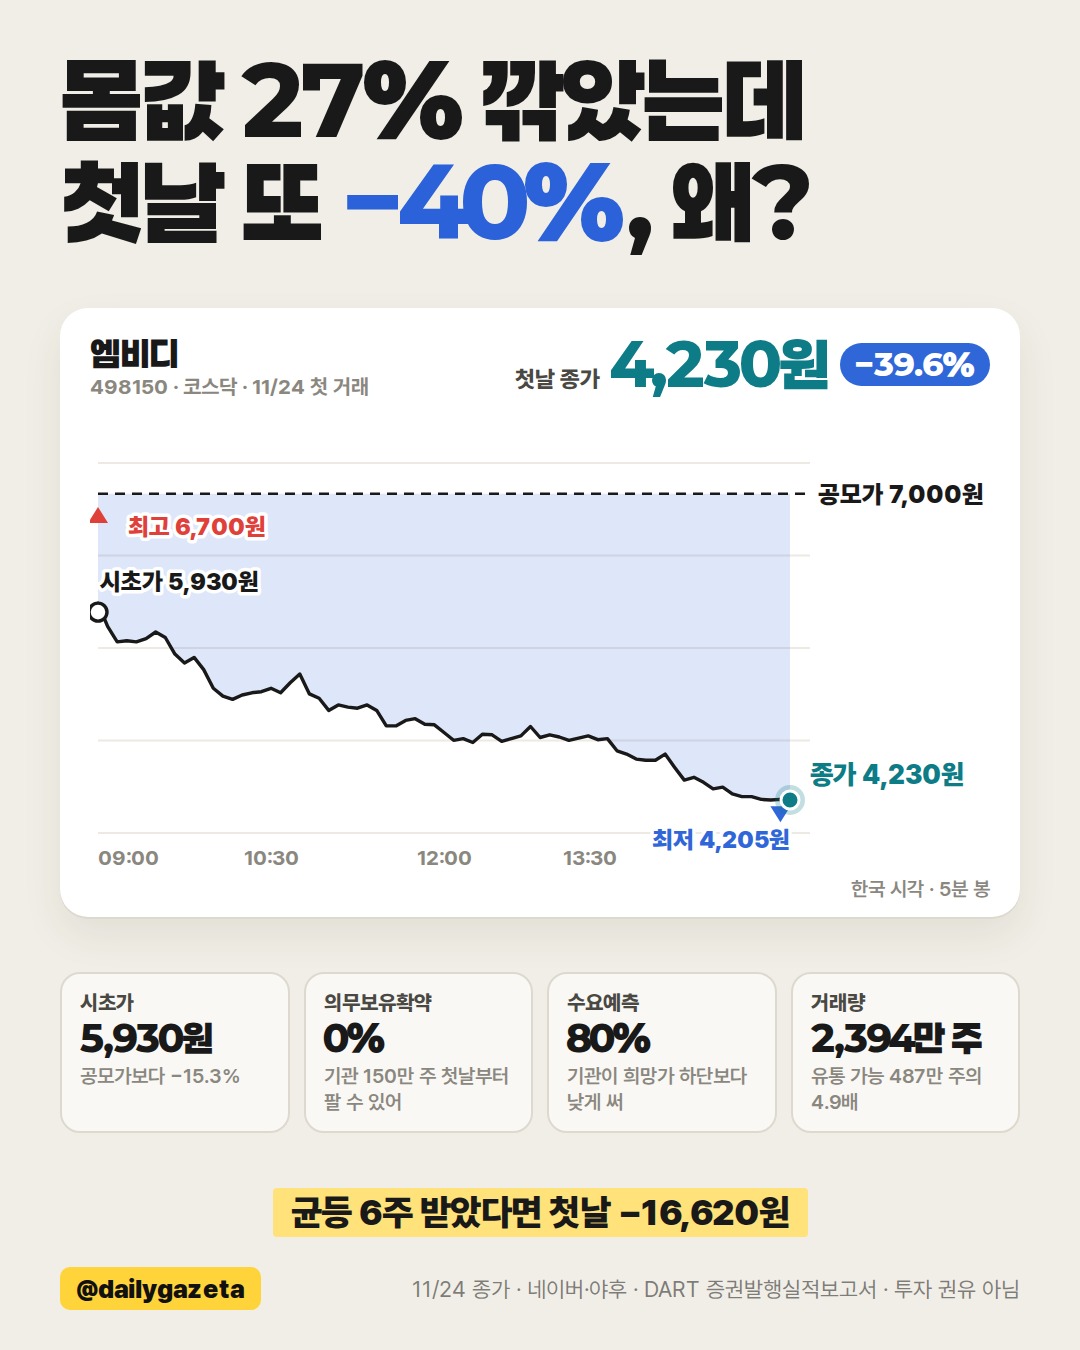 몸값 27% 깎았는데
첫날 또 −40%, 왜?
엠비디
498150 · 코스닥 · 11/24 첫 거래
첫날 종가 4,230원 −39.6%
공모가 7,000원
최고 6,700원
시초가 5,930원
종가 4,230원
최저 4,205원
09:00 10:30 12:00 13:30
한국 시각 · 5분 봉
시초가
5,930원
공모가보다 −15.3%
의무보유확약
0%
기관 150만 주 첫날부터
팔 수 있어
수요예측
80%
기관이 희망가 하단보다
낮게 써
거래량
2,394만 주
유통 가능 487만 주의
4.9배
균등 6주 받았다면 첫날 −16,620원
@dailygazeta
11/24 종가 · 네이버·야후 · DART 증권발행실적보고서 · 투자 권유 아님